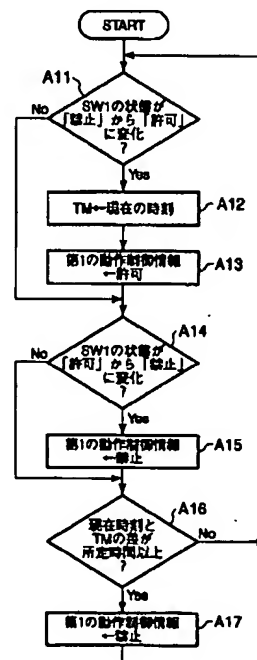 START
A11
SW1の状態が
「禁止」から「許可」
に変化
?
No
Yes
TM←現在の時刻
A12
第1の動作制御情報
←許可
A13
A14
SW1の状態が
「許可」から「禁止」
に変化
?
No
Yes
第1の動作制御情報
←禁止
A15
A16
現在時刻と
TMの差が
所定時間以上
?
No
Yes
第1の動作制御情報
←禁止
A17